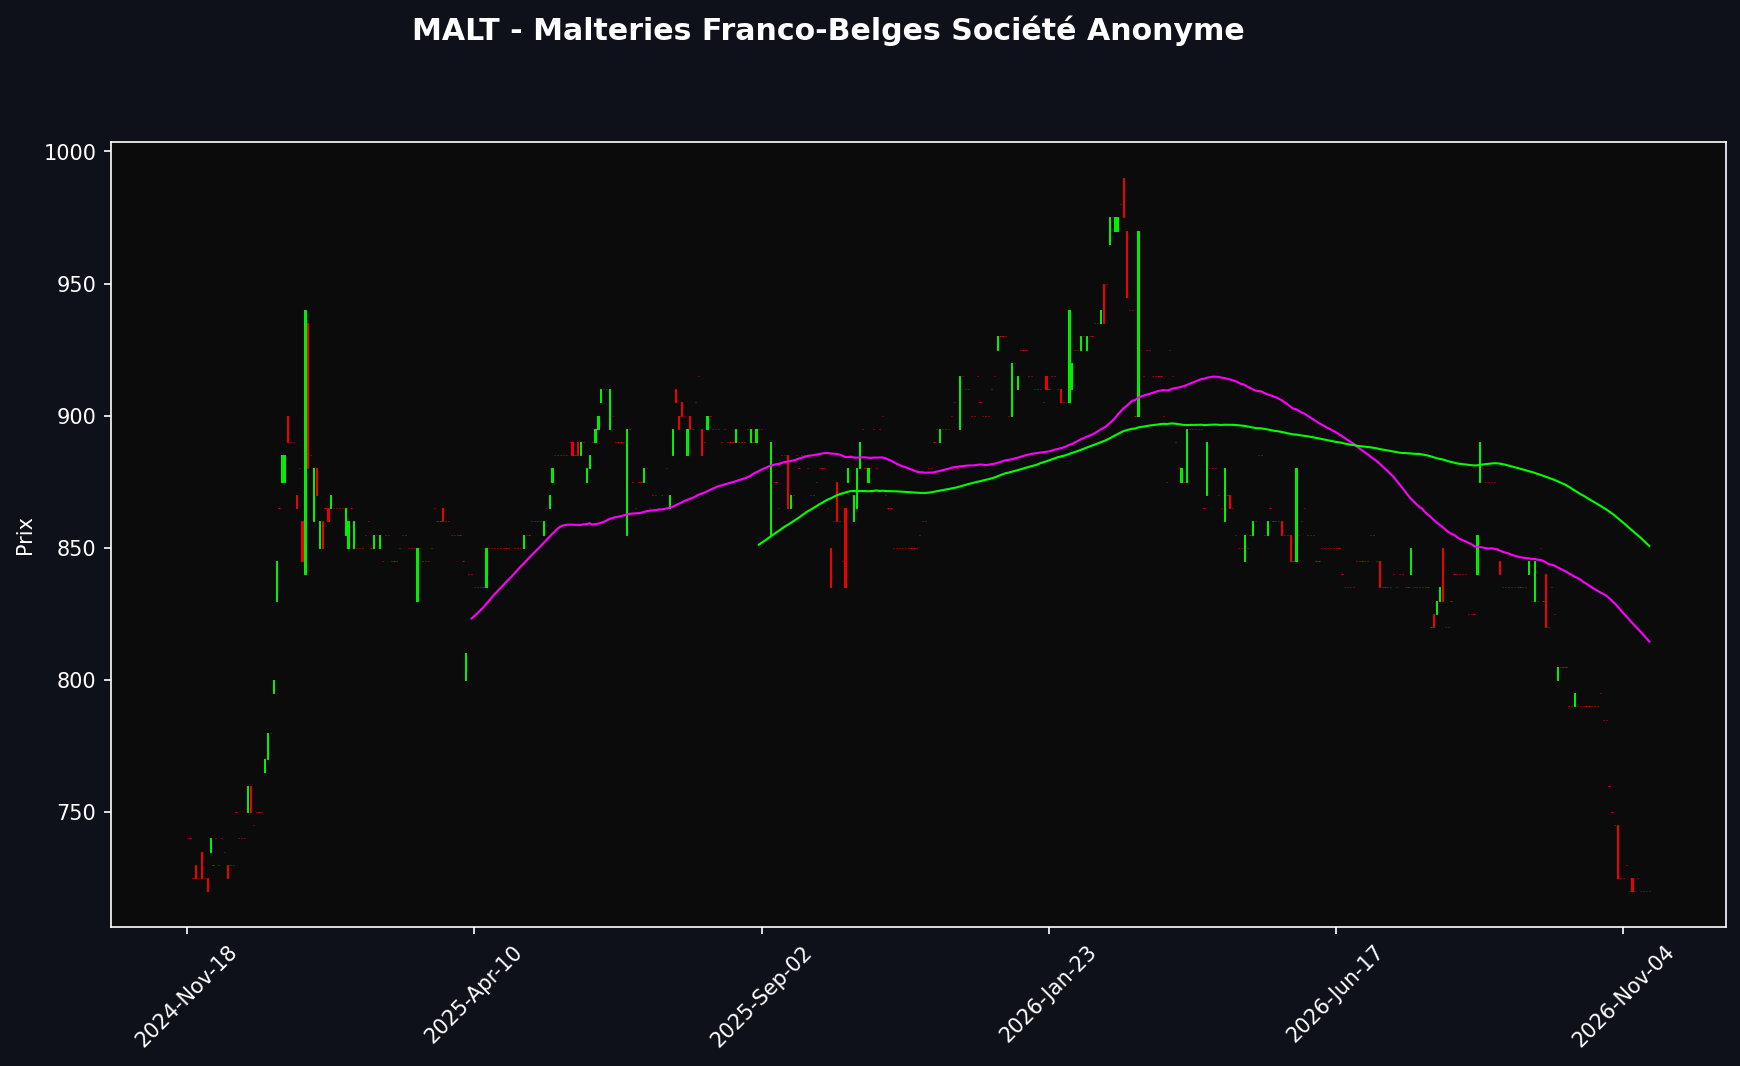 MALT - Malteries Franco-Belges Société Anonyme
1000
950
900
850
800
750
Prix
2024-Nov-18
2025-Apr-10
2025-Sep-02
2026-Jan-23
2026-Jun-17
2026-Nov-04